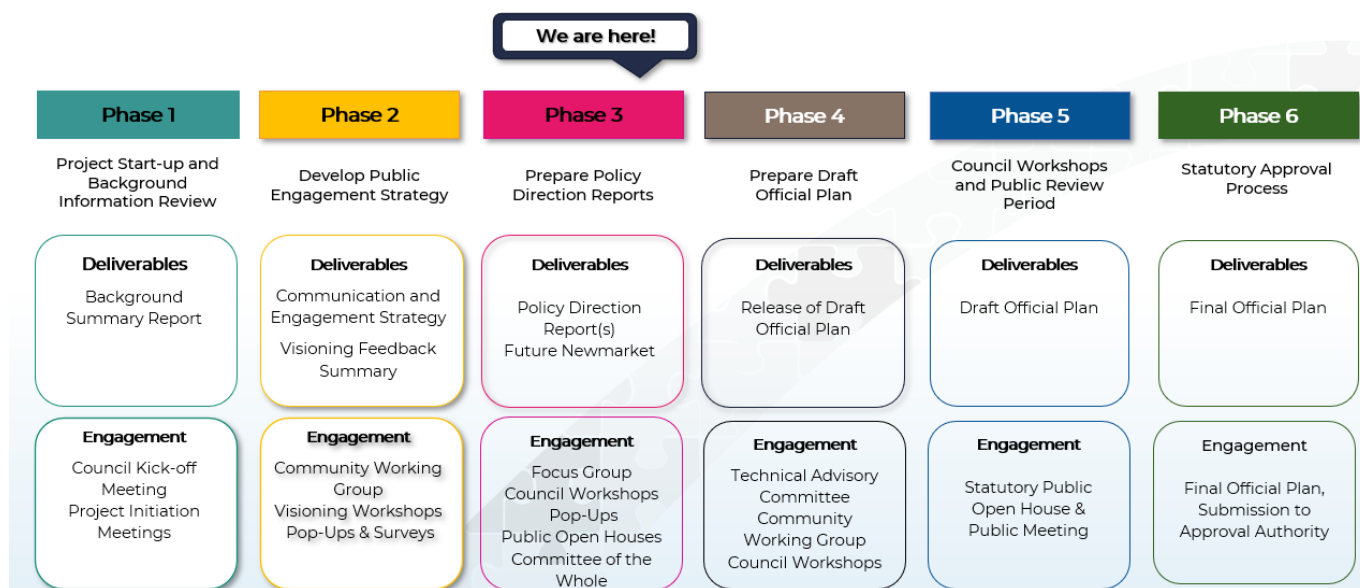 We are here!
Phase 1
Phase 2
Phase 3
Phase 4
Phase 5
Phase 6
Project Start-up and
Background
Information Review
Develop Public
Engagement Strategy
Prepare Policy
Direction Reports
Prepare Draft
Official Plan
Council Workshops
and Public Review
Period
Statutory Approval
Process
Deliverables
Background
Summary Report
Deliverables
Communication and
Engagement Strategy
Visioning Feedback
Summary
Deliverables
Policy Direction
Report(s)
Future Newmarket
Deliverables
Release of Draft
Official Plan
Deliverables
Draft Official Plan
Deliverables
Final Official Plan
Engagement
Council Kick-off
Meeting
Project Initiation
Meetings
Engagement
Community Working
Group
Visioning Workshops
Pop-Ups & Surveys
Engagement
Focus Group
Council Workshops
Pop-Ups
Public Open Houses
Committee of the
Whole
Engagement
Technical Advisory
Committee
Community
Working Group
Council Workshops
Engagement
Statutory Public
Open House &
Public Meeting
Engagement
Final Official Plan,
Submission to
Approval Authority